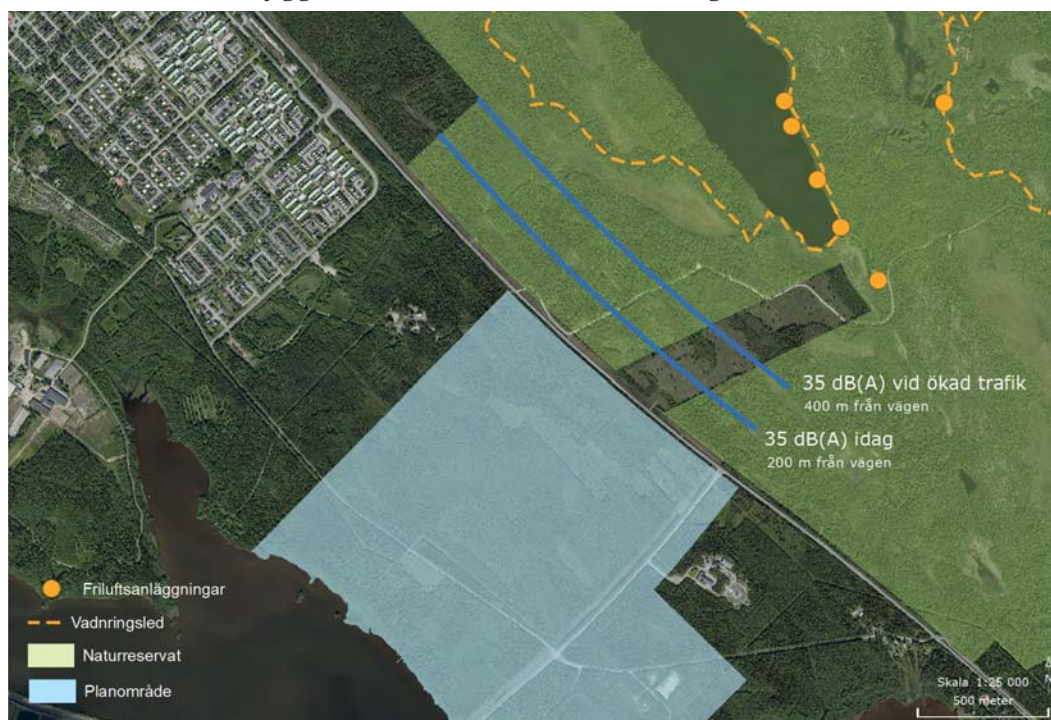 35 dB(A) vid ökad trafik
400 m från vägen
35 dB(A) idag
200 m från vägen
Friluftsanläggningar
Vadnringsled
Naturreservat
Planområde
Skala 1:25 000
500 meter
N